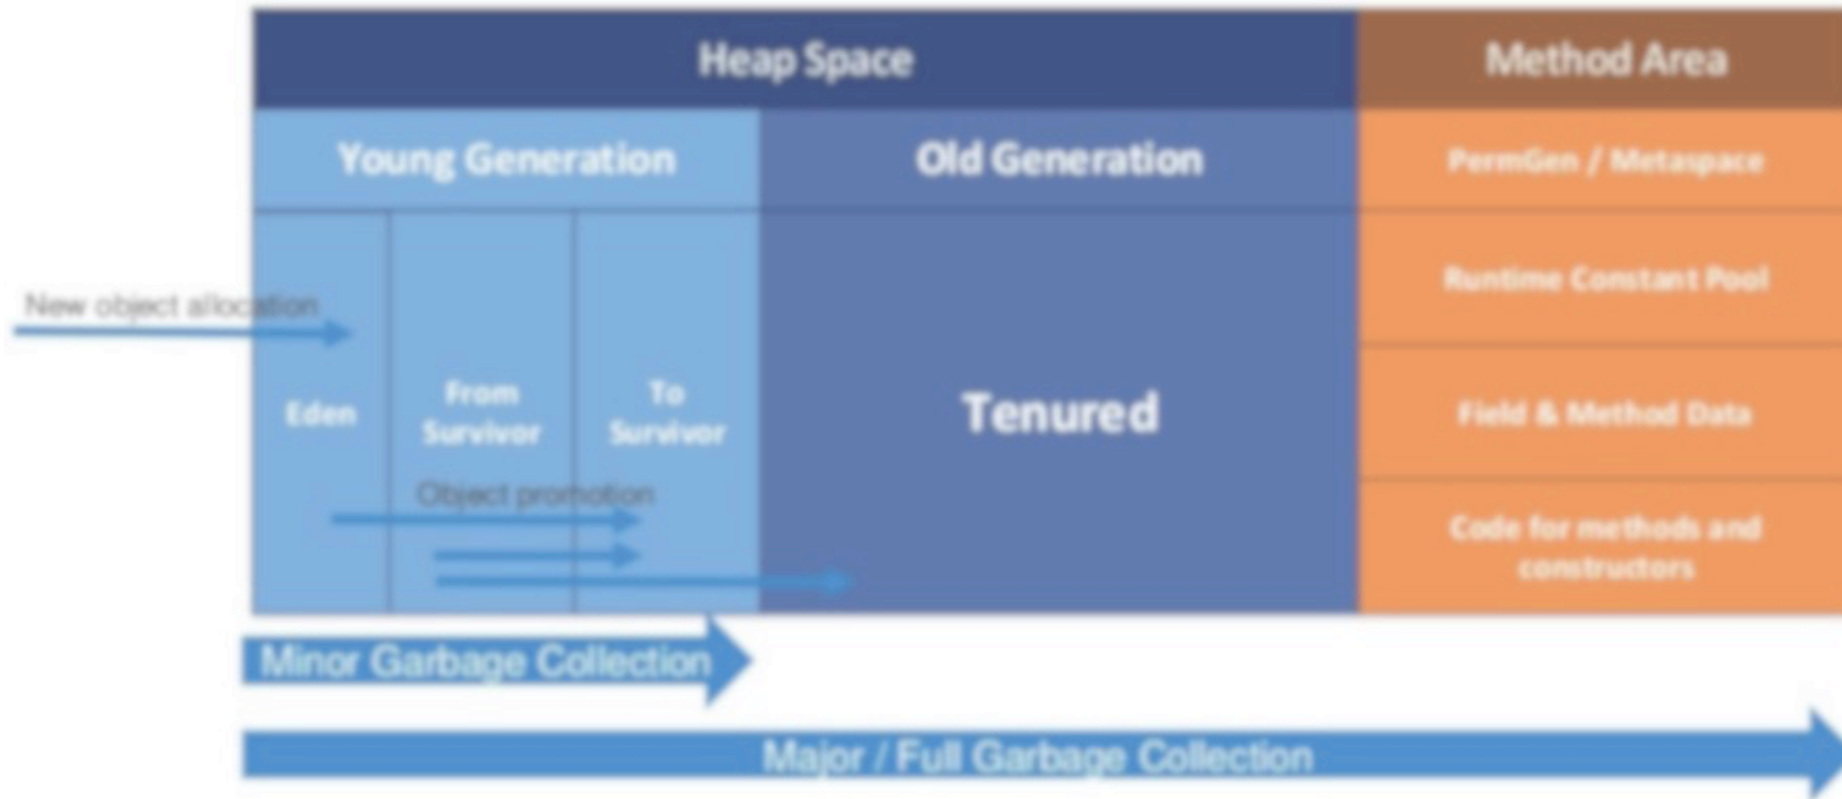 Heap Space
Method Area
Young Generation
Old Generation
PermGen / Metaspace
New object allocation
Eden
From
Survivor
To
Survivor
Object promotion
Tenured
Runtime Constant Pool
Field & Method Data
Code for methods and
constructors
Minor Garbage Collection
Major / Full Garbage Collection